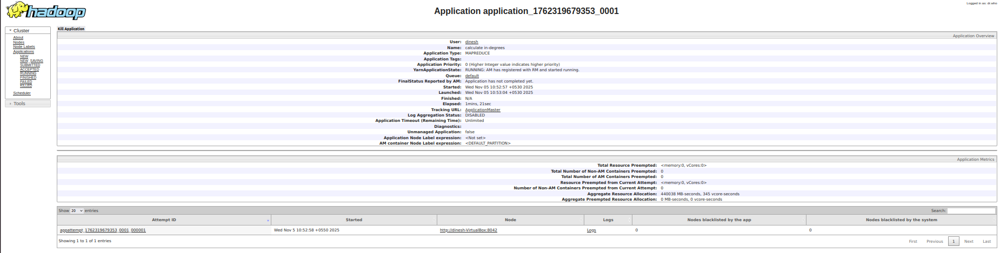 hadoop
Logged in as: dr.who
Application application_1762319679353_0001
Cluster
About
Nodes
Node Labels
Applications
NEW
NEW_SAVING
SUBMITTED
ACCEPTED
RUNNING
FINISHED
FAILED
KILLED
Scheduler
Tools
Kill Application
Application Overview
User: dinesh
Name: calculate in-degrees
Application Type: MAPREDUCE
Application Tags:
Application Priority: 0 (Higher Integer value indicates higher priority)
YarnApplicationState: RUNNING: AM has registered with RM and started running.
Queue: default
FinalStatus Reported by AM: Application has not completed yet.
Started: Wed Nov 05 10:52:57 +0530 2025
Launched: Wed Nov 05 10:53:04 +0530 2025
Finished: N/A
Elapsed: 1mins, 21sec
Tracking URL: ApplicationMaster
Log Aggregation Status: DISABLED
Application Timeout (Remaining Time): Unlimited
Diagnostics:
Unmanaged Application: false
Application Node Label expression: <Not set>
AM container Node Label expression: <DEFAULT_PARTITION>
Application Metrics
Total Resource Preempted: <memory:0, vCores:0>
Total Number of Non-AM Containers Preempted: 0
Total Number of AM Containers Preempted: 0
Resource Preempted from Current Attempt: <memory:0, vCores:0>
Number of Non-AM Containers Preempted from Current Attempt: 0
Aggregate Resource Allocation: 440038 MB-seconds, 345 vcore-seconds
Aggregate Preempted Resource Allocation: 0 MB-seconds, 0 vcore-seconds
Show 20 entries Search:
Attempt ID Started Node Logs Nodes blacklisted by the app Nodes blacklisted by the system
appattempt_1762319679353_0001_000001 Wed Nov 5 10:52:58 +0550 2025 http://dinesh-VirtualBox:8042 Logs 0 0
Showing 1 to 1 of 1 entries First Previous 1 Next Last